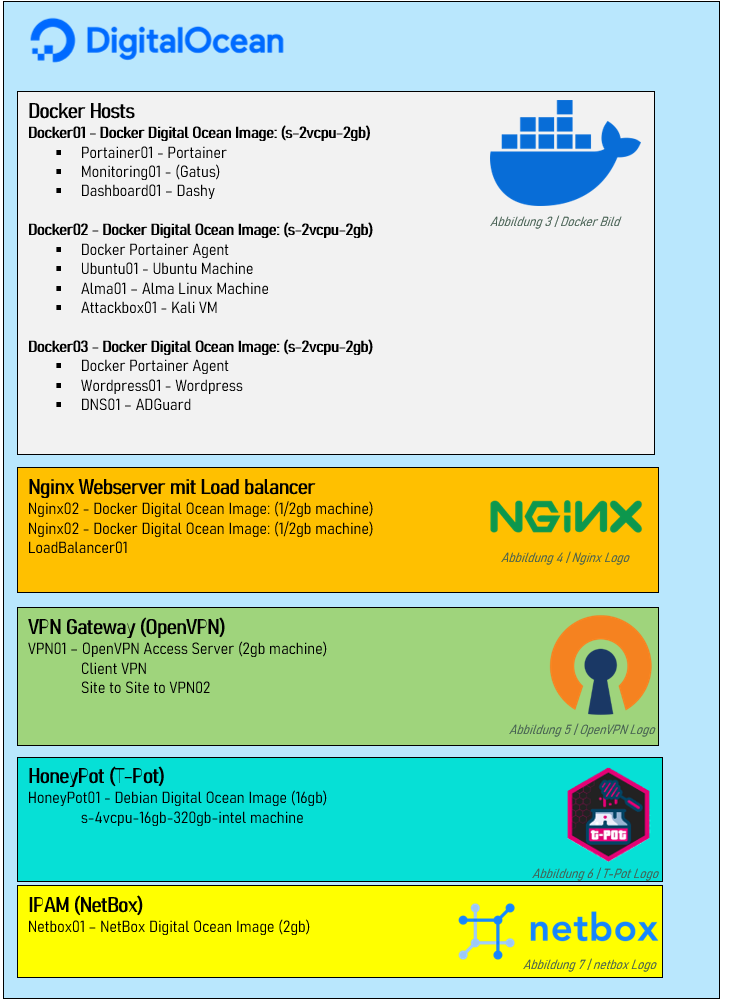 DigitalOcean
Docker Hosts
Docker01 - Docker Digital Ocean Image: (s-2vcpu-2gb)
▪ Portainer01 - Portainer
▪ Monitoring01 - (Gatus)
▪ Dashboard01 – Dashy
Abbildung 3 | Docker Bild
Docker02 - Docker Digital Ocean Image: (s-2vcpu-2gb)
▪ Docker Portainer Agent
▪ Ubuntu01 - Ubuntu Machine
▪ Alma01 – Alma Linux Machine
▪ Attackbox01 - Kali VM
Docker03 - Docker Digital Ocean Image: (s-2vcpu-2gb)
▪ Docker Portainer Agent
▪ Wordpress01 - Wordpress
▪ DNS01 – ADGuard
Nginx Webserver mit Load balancer
Nginx02 - Docker Digital Ocean Image: (1/2gb machine)
Nginx02 - Docker Digital Ocean Image: (1/2gb machine)
LoadBalancer01
NGiNX
Abbildung 4 | Nginx Logo
VPN Gateway (OpenVPN)
VPN01 – OpenVPN Access Server (2gb machine)
Client VPN
Site to Site to VPN02
Abbildung 5 | OpenVPN Logo
HoneyPot (T-Pot)
HoneyPot01 - Debian Digital Ocean Image (16gb)
s-4vcpu-16gb-320gb-intel machine
T-POT
Abbildung 6 | T-Pot Logo
IPAM (NetBox)
Netbox01 – NetBox Digital Ocean Image (2gb)
netbox
Abbildung 7 | netbox Logo